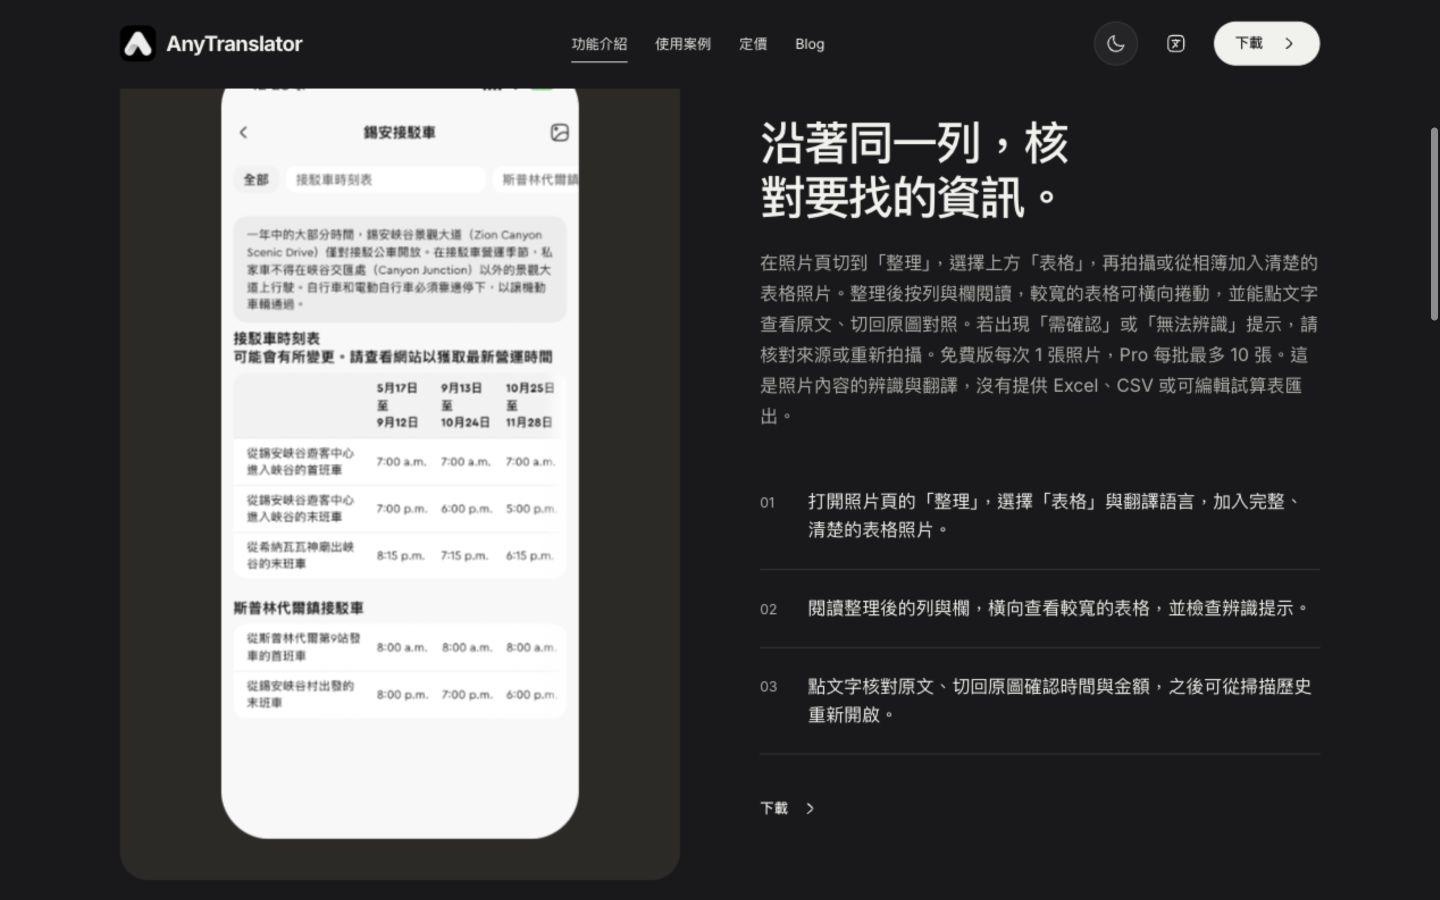 AnyTranslator
功能介紹
使用案例
定價
Blog
下載
錫安接駁車
全部
接駁車時刻表
斯普林代爾鎮
一年中的大部分時間，錫安峽谷景觀大道（Zion Canyon
Scenic Drive）僅對接駁公車開放。在接駁車營運季節，私
家車不得在峽谷交匯處（Canyon Junction）以外的景觀大
道上行駛。自行車和電動自行車必須靠邊停下，以讓機動
車輛通過。
接駁車時刻表
可能會有所變更。請查看網站以獲取最新營運時間
5月17日 9月13日 10月25日
至 至 至
9月12日 10月24日 11月28日
從錫安峽谷遊客中心
進入峽谷的首班車
7:00 a.m. 7:00 a.m. 7:00 a.m.
從錫安峽谷遊客中心
進入峽谷的末班車
7:00 p.m. 6:00 p.m. 5:00 p.m.
從希納瓦瓦神廟出峽
谷的末班車
8:15 p.m. 7:15 p.m. 6:15 p.m.
斯普林代爾鎮接駁車
從斯普林代爾第9站發
車的首班車
8:00 a.m. 8:00 a.m. 8:00 a.m.
從錫安峽谷村出發的
末班車
8:00 p.m. 7:00 p.m. 6:00 p.m.
沿著同一列，核
對要找的資訊。
在照片頁切到「整理」，選擇上方「表格」，再拍攝或從相簿加入清楚的
表格照片。整理後按列與欄閱讀，較寬的表格可橫向捲動，並能點文字
查看原文、切回原圖對照。若出現「需確認」或「無法辨識」提示，請
核對來源或重新拍攝。免費版每次 1 張照片，Pro 每批最多 10 張。這
是照片內容的辨識與翻譯，沒有提供 Excel、CSV 或可編輯試算表匯
出。
01
打開照片頁的「整理」，選擇「表格」與翻譯語言，加入完整、
清楚的表格照片。
02
閱讀整理後的列與欄，橫向查看較寬的表格，並檢查辨識提示。
03
點文字核對原文、切回原圖確認時間與金額，之後可從掃描歷史
重新開啟。
下載